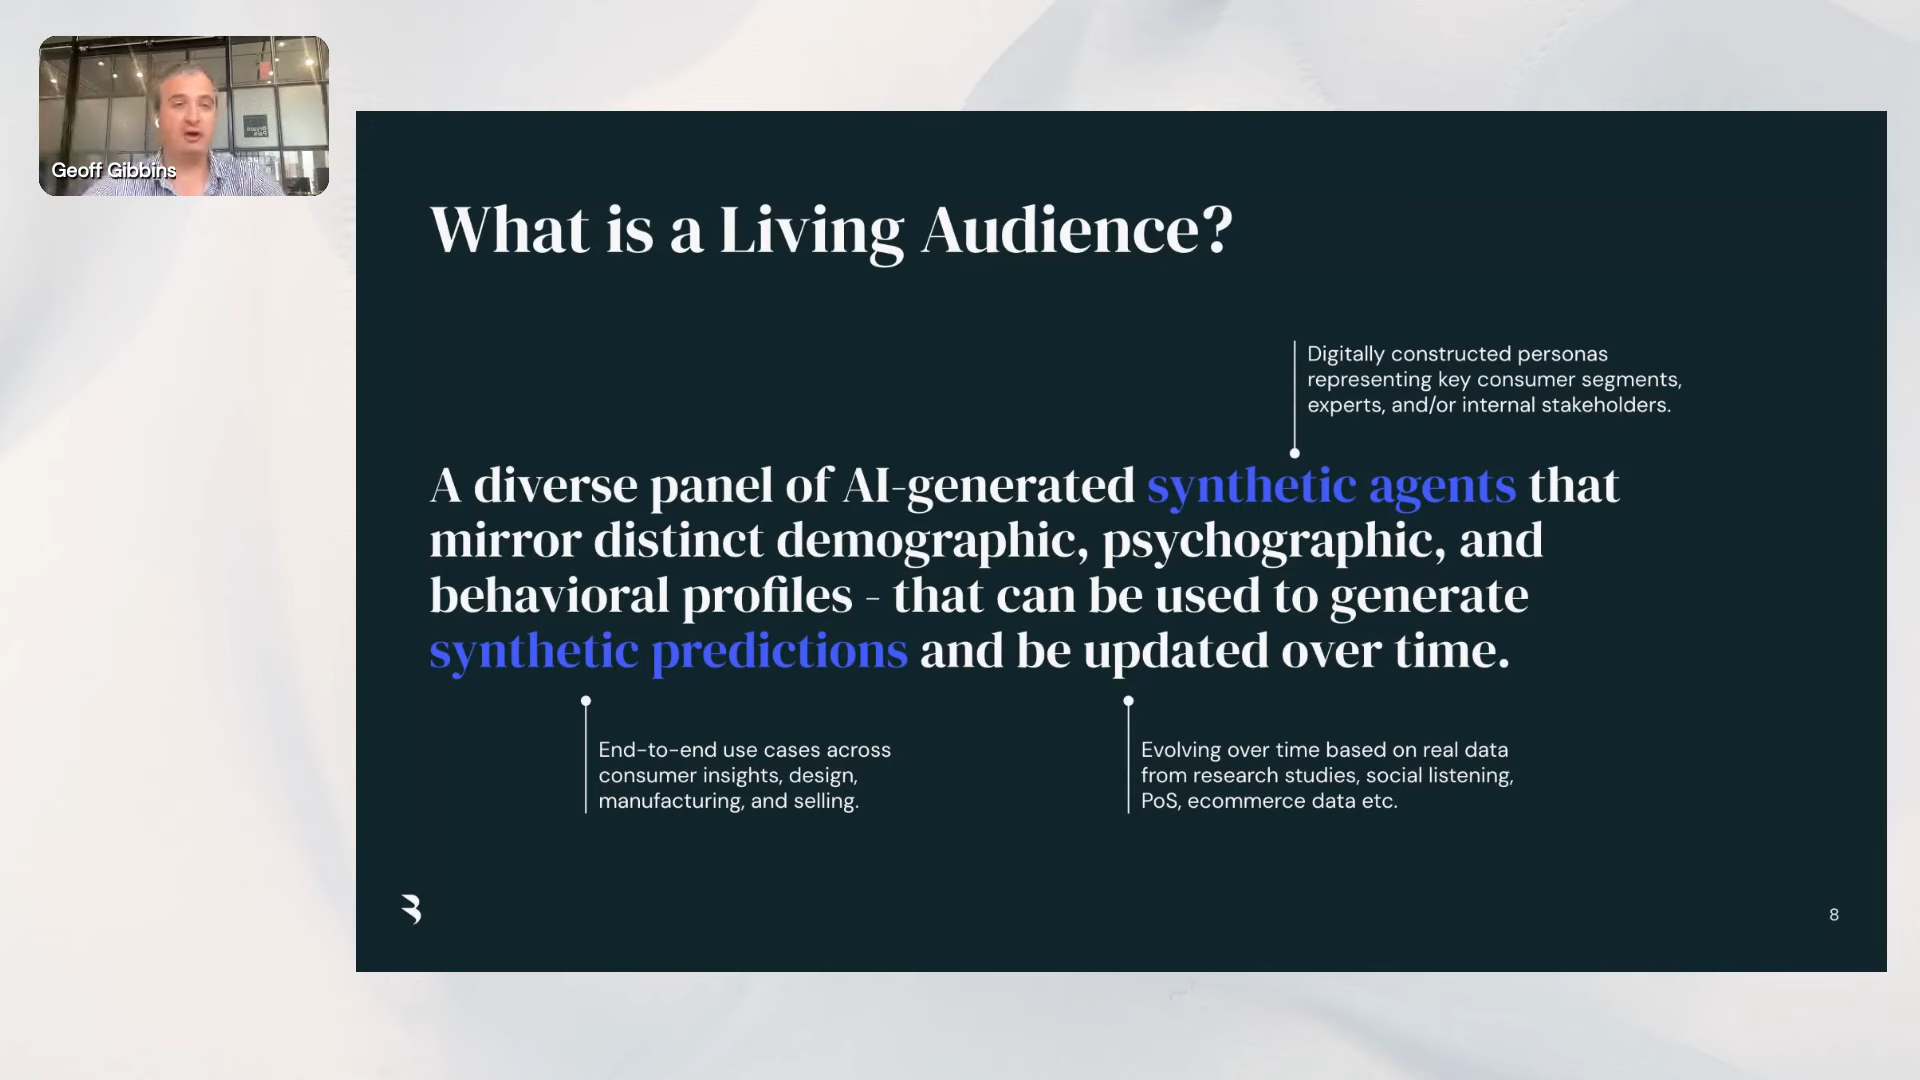 Geoff Gibbins
What is a Living Audience?
Digitally constructed personas
representing key consumer segments,
experts, and/or internal stakeholders.
A diverse panel of AI-generated synthetic agents that
mirror distinct demographic, psychographic, and
behavioral profiles - that can be used to generate
synthetic predictions and be updated over time.
End-to-end use cases across
consumer insights, design,
manufacturing, and selling.
Evolving over time based on real data
from research studies, social listening,
PoS, ecommerce data etc.
8